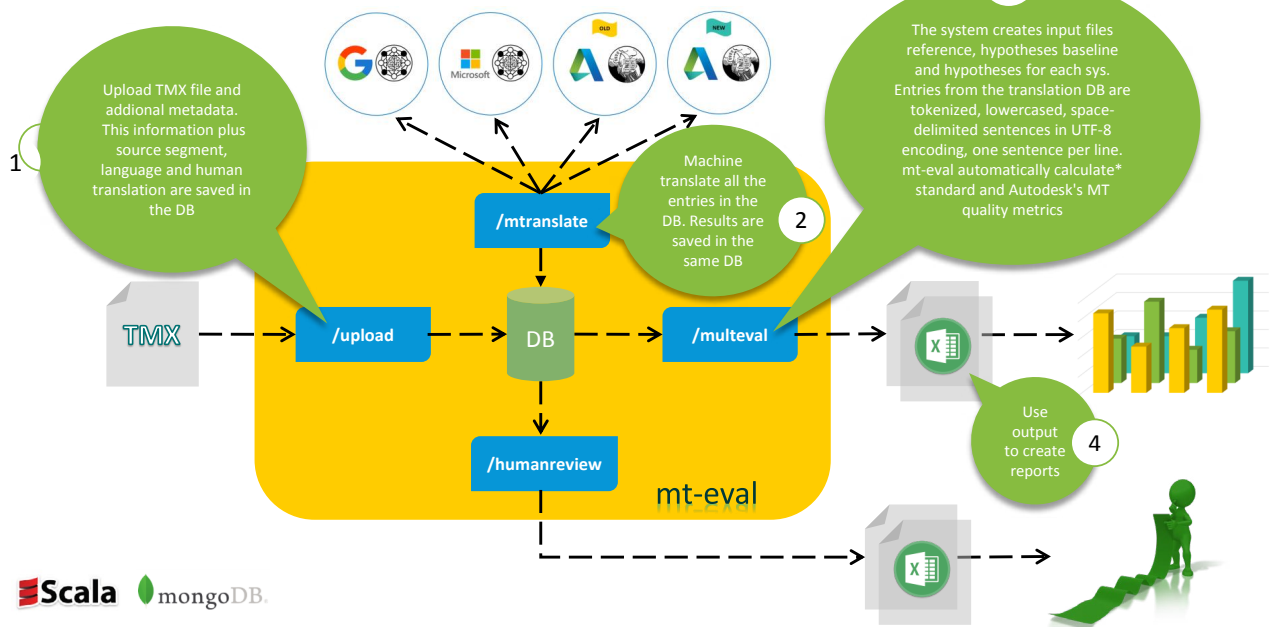 OLD
NEW
G
Microsoft
The system creates input files
reference, hypotheses baseline
and hypotheses for each sys.
Entries from the translation DB are
tokenized, lowercased, space-
delimited sentences in UTF-8
encoding, one sentence per line.
mt-eval automatically calculate*
standard and Autodesk's MT
quality metrics
1
Upload TMX file and
addional metadata.
This information plus
source segment,
language and human
translation are saved in
the DB
Machine
translate all the
entries in the
DB. Results are
saved in the
same DB
2
/mtranslate
TMX
/upload
DB
/multeval
X
Use
output
to create
reports
4
/humanreview
mt-eval
X
Scala
mongoDB.